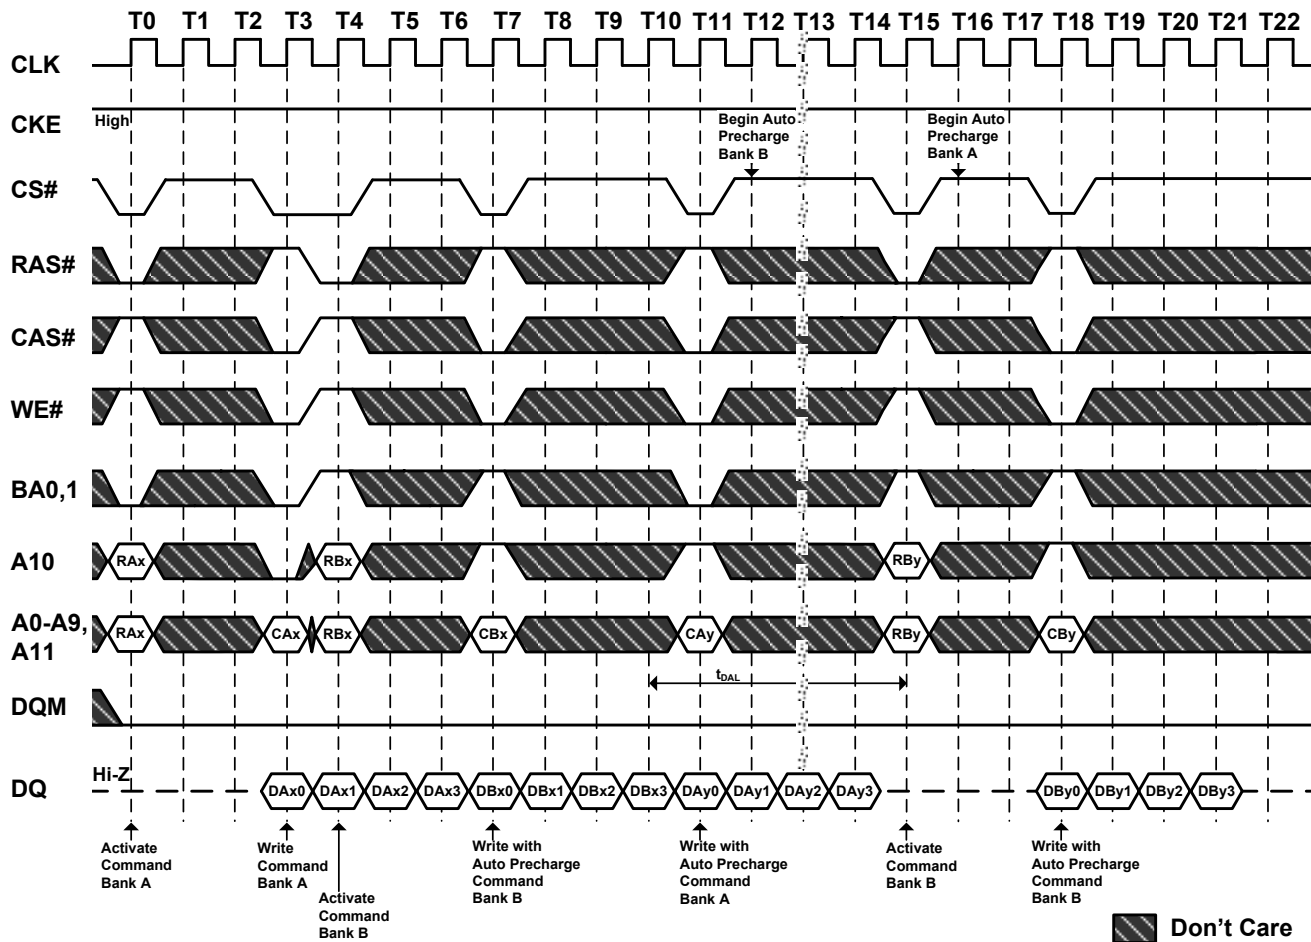 T0 T1 T2 T3 T4 T5 T6 T7 T8 T9 T10 T11 T12 T13 T14 T15 T16 T17 T18 T19 T20 T21 T22
CLK
CKE
High
Begin Auto
Precharge
Bank B
Begin Auto
Precharge
Bank A
CS#
RAS#
CAS#
WE#
BA0,1
A10
RAx RBx RBy
A0-A9,
A11
RAx CAx RBx CBx CAy RBy CBy
tDAL
DQM
Hi-Z
DQ
DAx0 DAx1 DAx2 DAx3 DBx0 DBx1 DBx2 DBx3 DAy0 DAy1 DAy2 DAy3 DBy0 DBy1 DBy2 DBy3
Activate
Command
Bank A
Write
Command
Bank A
Activate
Command
Bank B
Write with
Auto Precharge
Command
Bank B
Write with
Auto Precharge
Command
Bank A
Activate
Command
Bank B
Write with
Auto Precharge
Command
Bank B
Don't Care